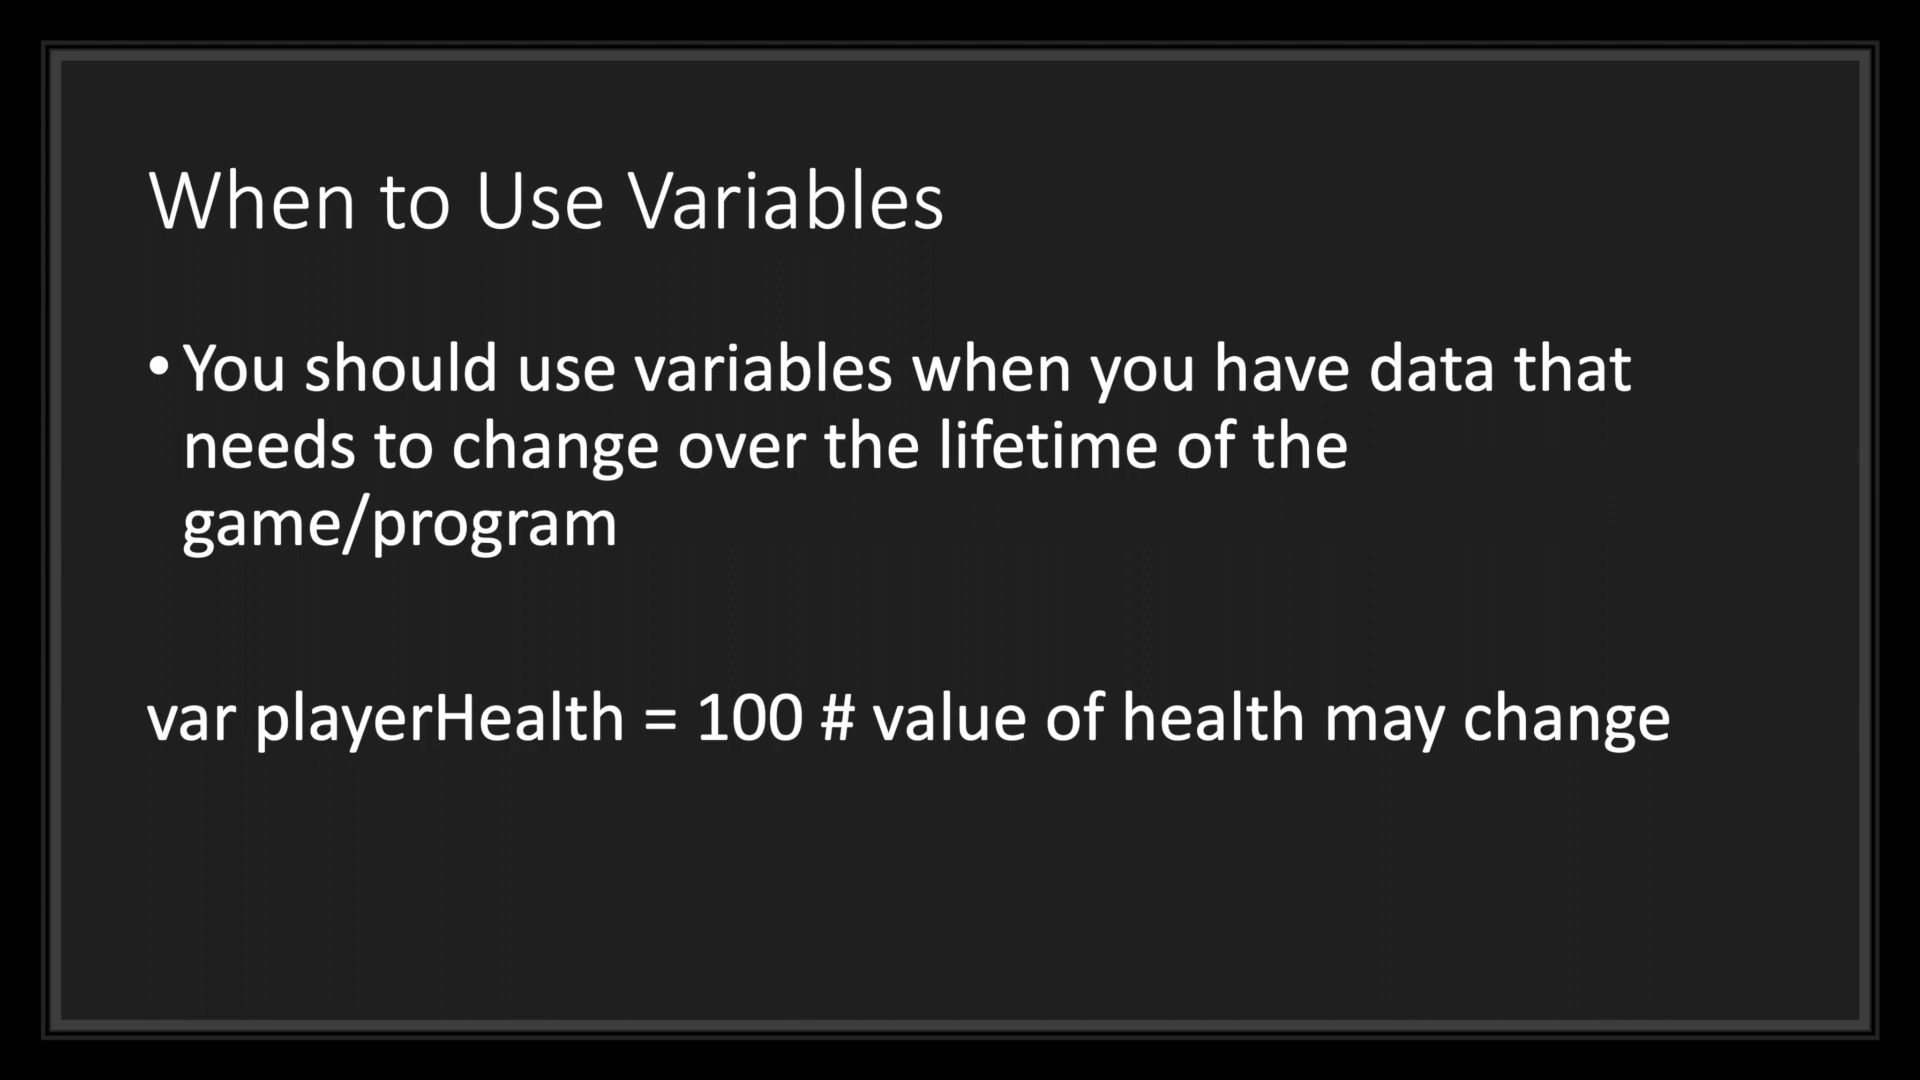 When to Use Variables
• You should use variables when you have data that
needs to change over the lifetime of the
game/program
var playerHealth = 100 # value of health may change